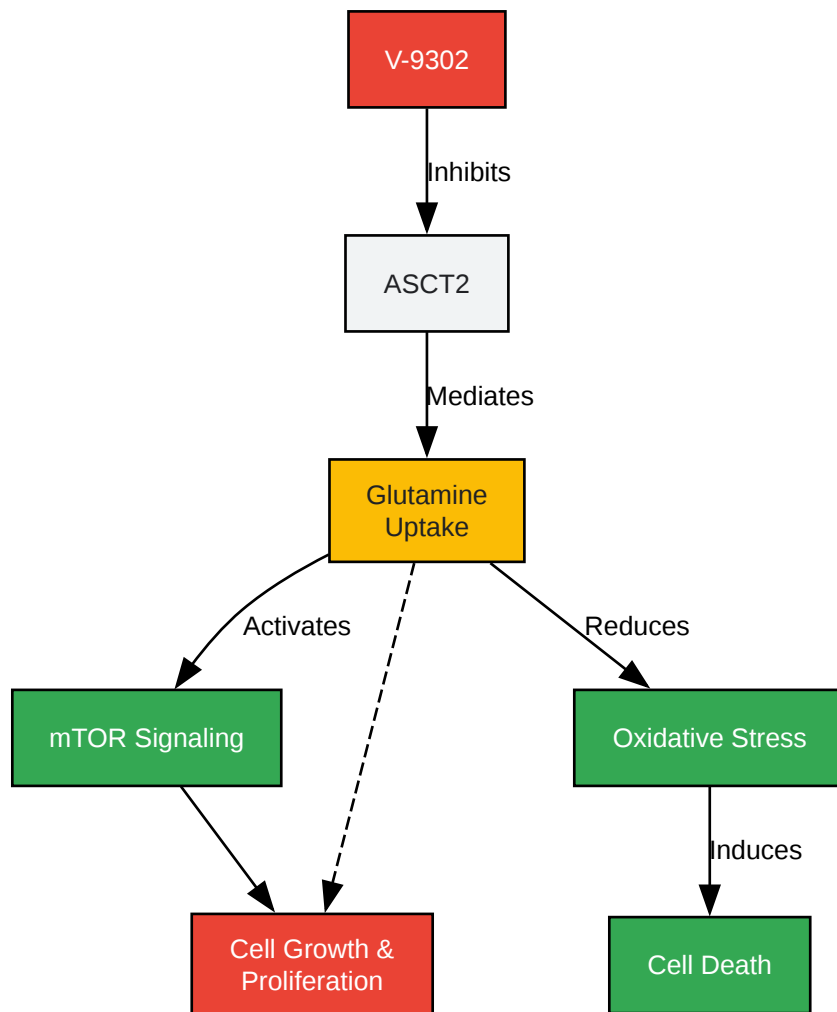 V-9302
Inhibits
ASCT2
Mediates
Glutamine
Uptake
Activates
Reduces
mTOR Signaling
Oxidative Stress
Induces
Cell Growth &
Proliferation
Cell Death